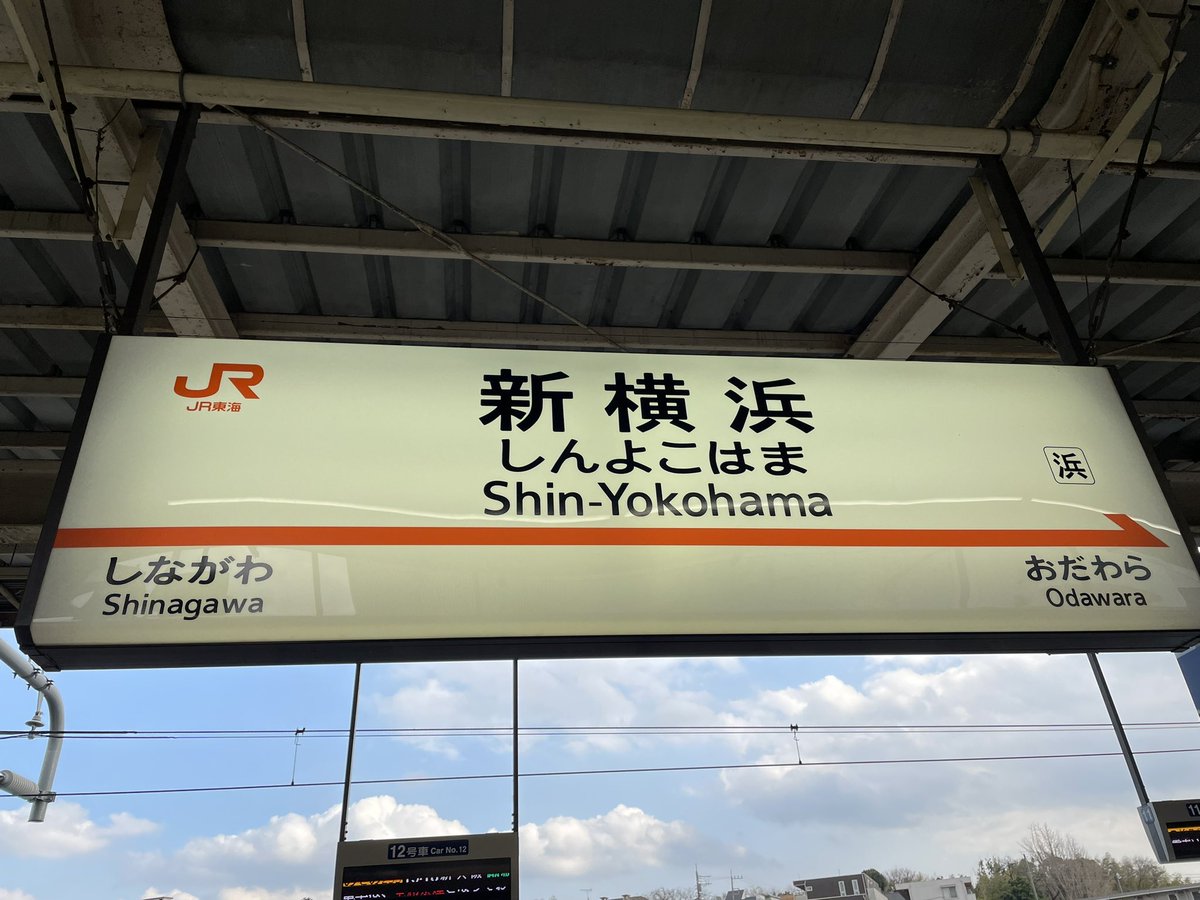 JR
JR東海
新横浜
しんよこはま
Shin-Yokohama
浜
しながわ
Shinagawa
おだわら
Odawara
12号車 Car No.12
11